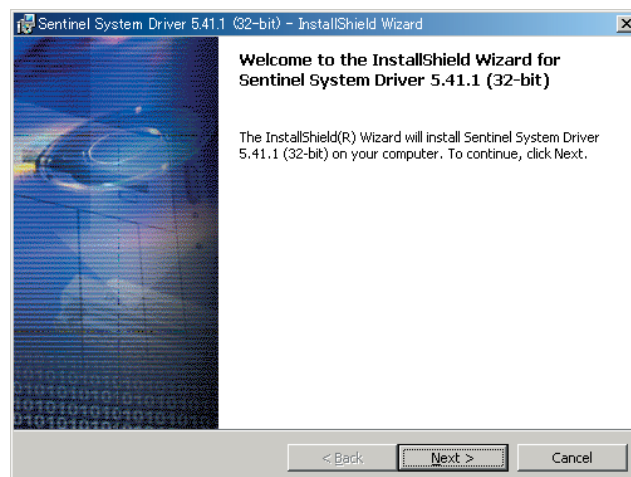 Sentinel System Driver 5.41.1 (32-bit) - InstallShield Wizard
Welcome to the InstallShield Wizard for
Sentinel System Driver 5.41.1 (32-bit)
The InstallShield(R) Wizard will install Sentinel System Driver
5.41.1 (32-bit) on your computer. To continue, click Next.
< Back
Next >
Cancel